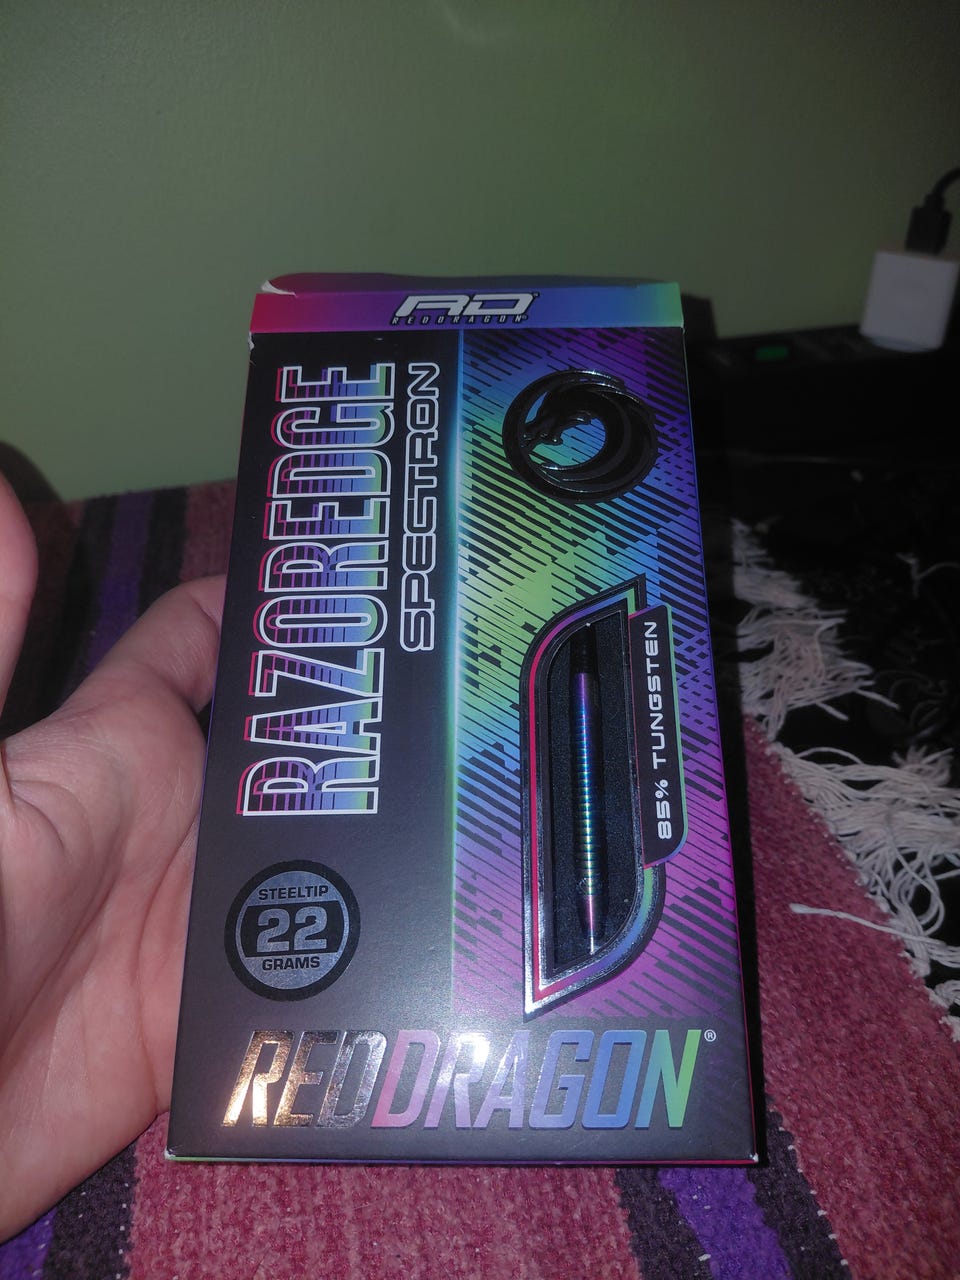 RD
REDDRAGON®
RAZOREDGE
SPECTRON
85% TUNGSTEN
STEELTIP
22
GRAMS
REDDRAGON®